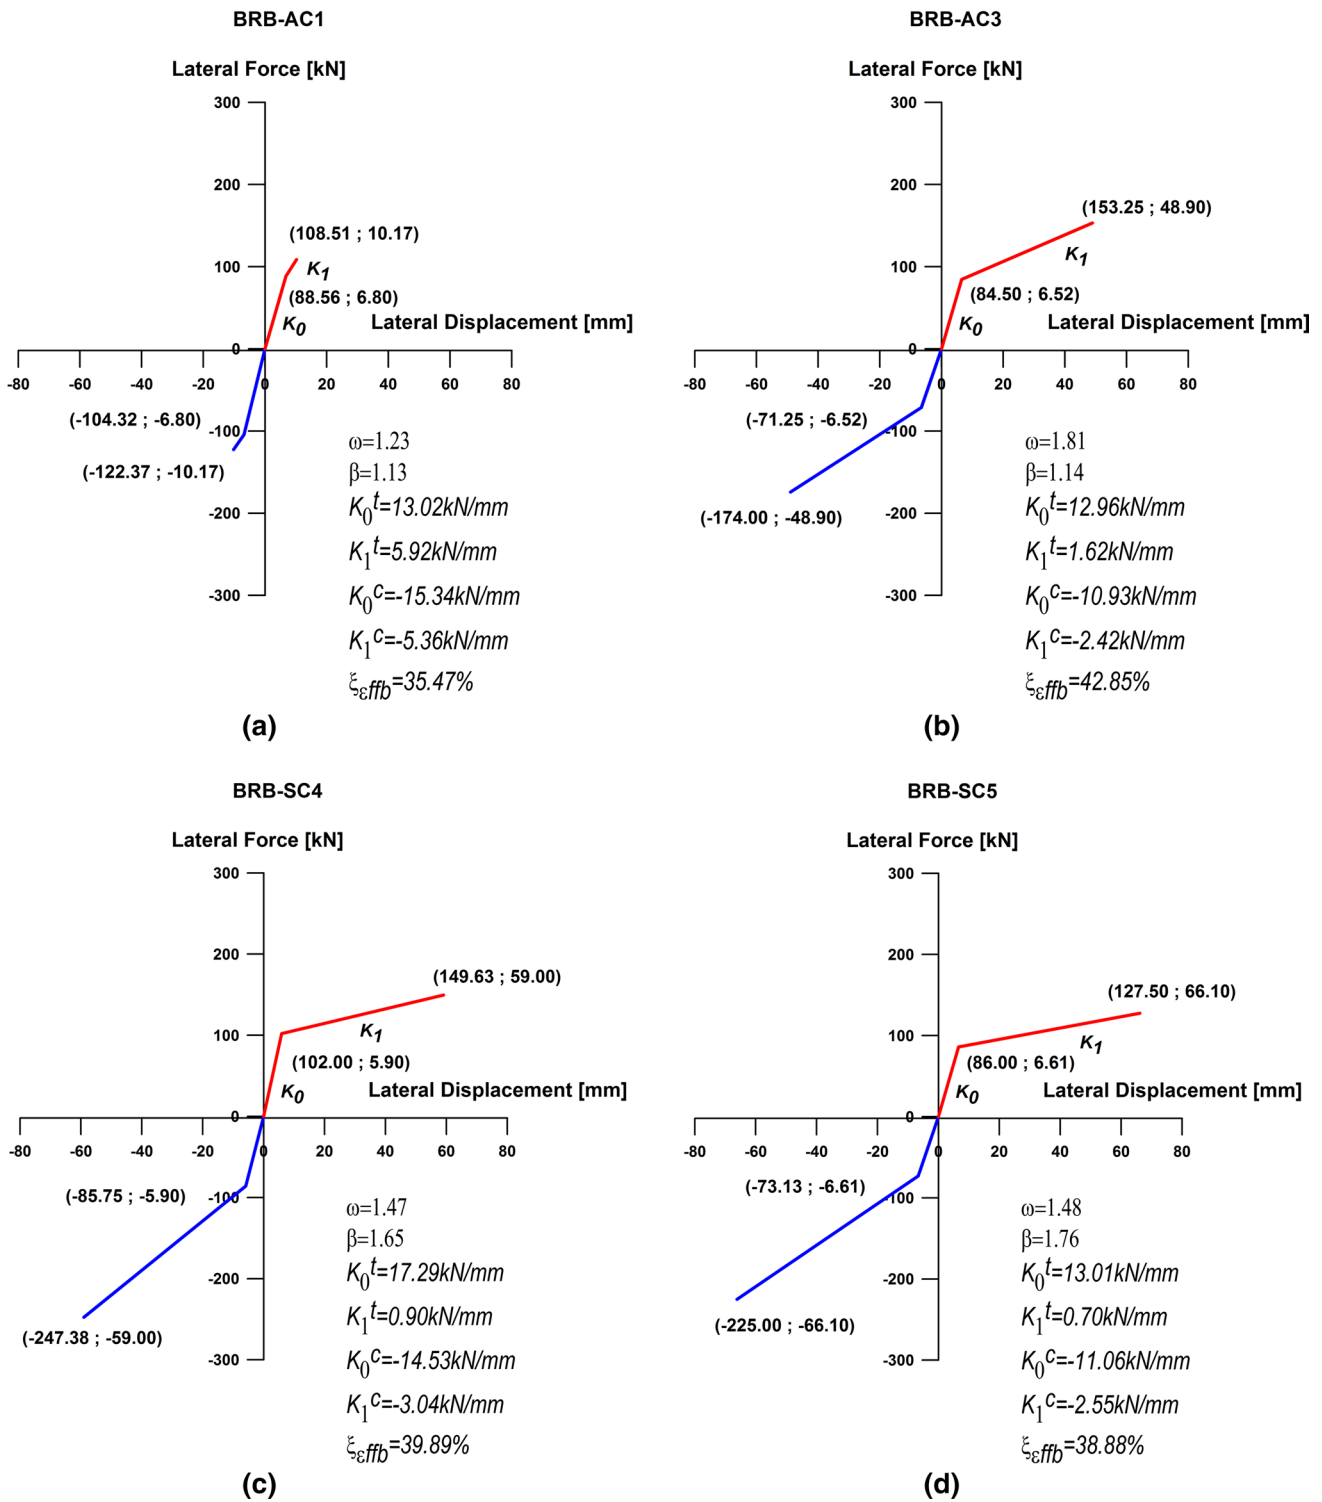 BRB-AC1
Lateral Force [kN]
300
200
(108.51 ; 10.17)
100
K1
(88.56 ; 6.80)
K0
Lateral Displacement [mm]
0
-80 -60 -40 -20 0 20 40 60 80
(-104.32 ; -6.80)
-100
(-122.37 ; -10.17)
-200
-300
ω=1.23
β=1.13
K0t=13.02kN/mm
K1t=5.92kN/mm
K0c=-15.34kN/mm
K1c=-5.36kN/mm
ξεffb=35.47%
(a)
BRB-AC3
Lateral Force [kN]
300
200
(153.25 ; 48.90)
100
K1
(84.50 ; 6.52)
K0
Lateral Displacement [mm]
0
-80 -60 -40 -20 0 20 40 60 80
(-71.25 ; -6.52)
-100
(-174.00 ; -48.90)
-200
-300
ω=1.81
β=1.14
K0t=12.96kN/mm
K1t=1.62kN/mm
K0c=-10.93kN/mm
K1c=-2.42kN/mm
ξεffb=42.85%
(b)
BRB-SC4
Lateral Force [kN]
300
200
(149.63 ; 59.00)
100
K1
(102.00 ; 5.90)
K0
Lateral Displacement [mm]
0
-80 -60 -40 -20 0 20 40 60 80
(-85.75 ; -5.90)
-100
-200
(-247.38 ; -59.00)
-300
ω=1.47
β=1.65
K0t=17.29kN/mm
K1t=0.90kN/mm
K0c=-14.53kN/mm
K1c=-3.04kN/mm
ξεffb=39.89%
(c)
BRB-SC5
Lateral Force [kN]
300
200
(127.50 ; 66.10)
100
K1
(86.00 ; 6.61)
K0
Lateral Displacement [mm]
0
-80 -60 -40 -20 0 20 40 60 80
(-73.13 ; -6.61)
-100
-200
(-225.00 ; -66.10)
-300
ω=1.48
β=1.76
K0t=13.01kN/mm
K1t=0.70kN/mm
K0c=-11.06kN/mm
K1c=-2.55kN/mm
ξεffb=38.88%
(d)